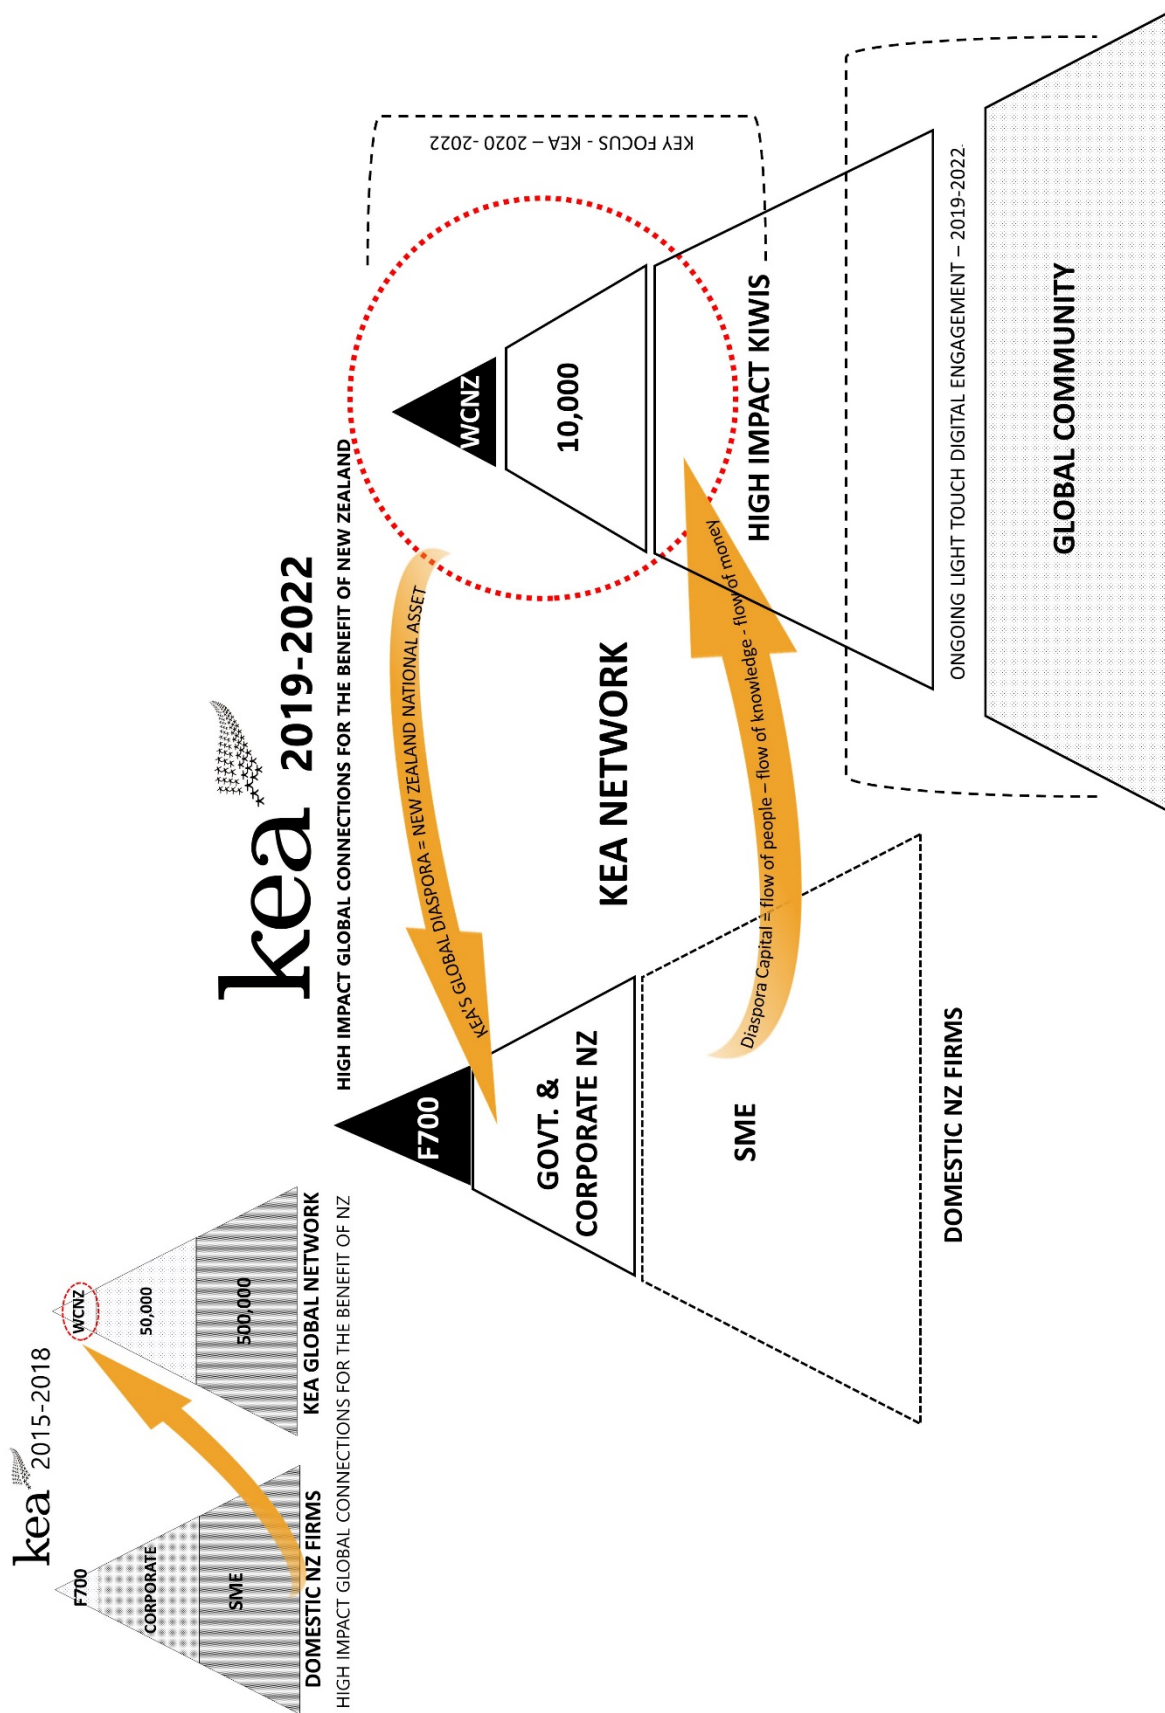 kea 2015-2018
F700
CORPORATE
SME
DOMESTIC NZ FIRMS
WCNZ
50,000
500,000
KEA GLOBAL NETWORK
HIGH IMPACT GLOBAL CONNECTIONS FOR THE BENEFIT OF NZ
kea 2019-2022
HIGH IMPACT GLOBAL CONNECTIONS FOR THE BENEFIT OF NEW ZEALAND
KEA'S GLOBAL DIASPORA = NEW ZEALAND NATIONAL ASSET
F700
GOVT. &
CORPORATE NZ
SME
DOMESTIC NZ FIRMS
KEA NETWORK
Diaspora Capital = flow of people – flow of knowledge - flow of money
WCNZ
10,000
HIGH IMPACT KIWIS
KEY FOCUS - KEA – 2020 -2022
ONGOING LIGHT TOUCH DIGITAL ENGAGEMENT – 2019-2022
GLOBAL COMMUNITY